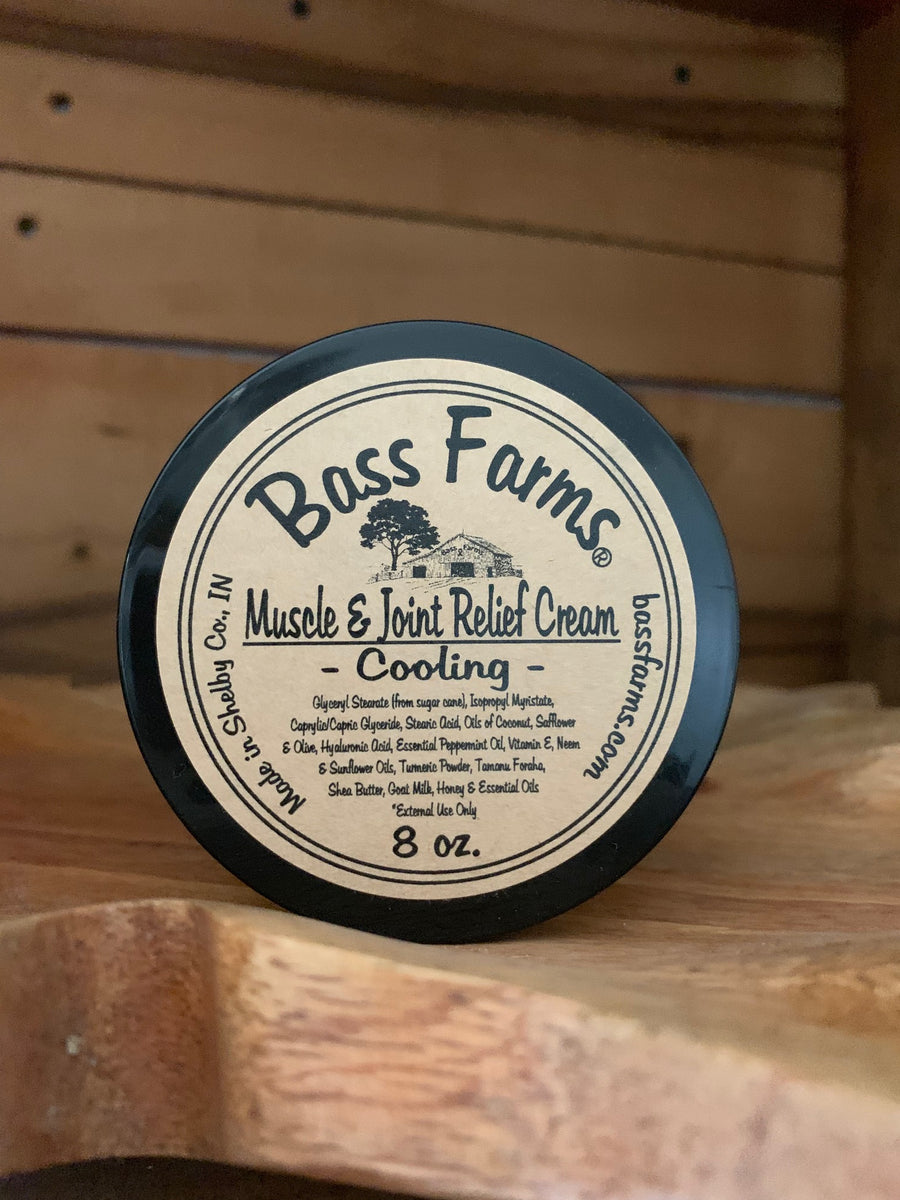 Bass Farms®
Muscle & Joint Relief Cream
- Cooling -
Glyceryl Stearate (from sugar cane), Isopropyl Myristate,
Caprylic/Capric Glyceride, Stearic Acid, Oils of Coconut, Safflower
& Olive, Hyaluronic Acid, Essential Peppermint Oil, Vitamin E, Neem
& Sunflower Oils, Turmeric Powder, Tamanu Foraha,
Shea Butter, Goat Milk, Honey & Essential Oils
*External Use Only
8 oz.
Made in Shelby Co., IN
bassfarms.com